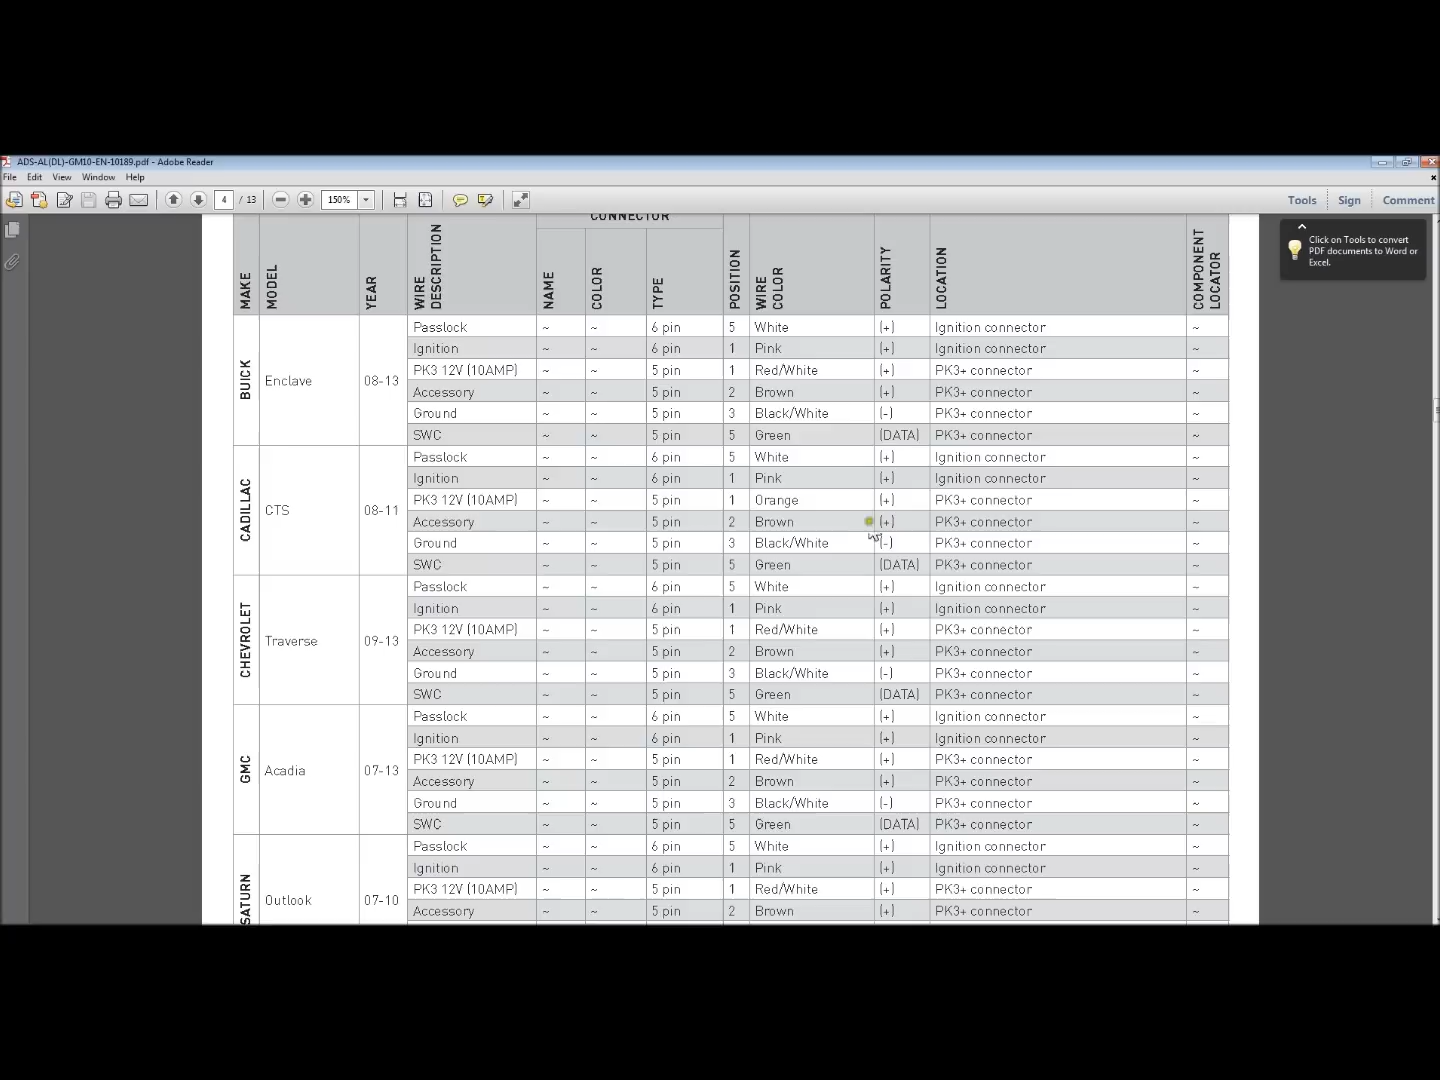 ADS-AL(DL)-GM10-EN-10189.pdf - Adobe Reader
File Edit View Window Help
4 / 13 150% Tools Sign Comment
Click on Tools to convert
PDF documents to Word or
Excel.
CONNECTOR
MAKE MODEL YEAR WIRE DESCRIPTION NAME COLOR TYPE POSITION WIRE COLOR POLARITY LOCATION COMPONENT LOCATOR
BUICK Enclave 08-13
Passlock ~ ~ 6 pin 5 White (+) Ignition connector ~
Ignition ~ ~ 6 pin 1 Pink (+) Ignition connector ~
PK3 12V (10AMP) ~ ~ 5 pin 1 Red/White (+) PK3+ connector ~
Accessory ~ ~ 5 pin 2 Brown (+) PK3+ connector ~
Ground ~ ~ 5 pin 3 Black/White (-) PK3+ connector ~
SWC ~ ~ 5 pin 5 Green (DATA) PK3+ connector ~
CADILLAC CTS 08-11
Passlock ~ ~ 6 pin 5 White (+) Ignition connector ~
Ignition ~ ~ 6 pin 1 Pink (+) Ignition connector ~
PK3 12V (10AMP) ~ ~ 5 pin 1 Orange (+) PK3+ connector ~
Accessory ~ ~ 5 pin 2 Brown (+) PK3+ connector ~
Ground ~ ~ 5 pin 3 Black/White (-) PK3+ connector ~
SWC ~ ~ 5 pin 5 Green (DATA) PK3+ connector ~
CHEVROLET Traverse 09-13
Passlock ~ ~ 6 pin 5 White (+) Ignition connector ~
Ignition ~ ~ 6 pin 1 Pink (+) Ignition connector ~
PK3 12V (10AMP) ~ ~ 5 pin 1 Red/White (+) PK3+ connector ~
Accessory ~ ~ 5 pin 2 Brown (+) PK3+ connector ~
Ground ~ ~ 5 pin 3 Black/White (-) PK3+ connector ~
SWC ~ ~ 5 pin 5 Green (DATA) PK3+ connector ~
GMC Acadia 07-13
Passlock ~ ~ 6 pin 5 White (+) Ignition connector ~
Ignition ~ ~ 6 pin 1 Pink (+) Ignition connector ~
PK3 12V (10AMP) ~ ~ 5 pin 1 Red/White (+) PK3+ connector ~
Accessory ~ ~ 5 pin 2 Brown (+) PK3+ connector ~
Ground ~ ~ 5 pin 3 Black/White (-) PK3+ connector ~
SWC ~ ~ 5 pin 5 Green (DATA) PK3+ connector ~
SATURN Outlook 07-10
Passlock ~ ~ 6 pin 5 White (+) Ignition connector ~
Ignition ~ ~ 6 pin 1 Pink (+) Ignition connector ~
PK3 12V (10AMP) ~ ~ 5 pin 1 Red/White (+) PK3+ connector ~
Accessory ~ ~ 5 pin 2 Brown (+) PK3+ connector ~